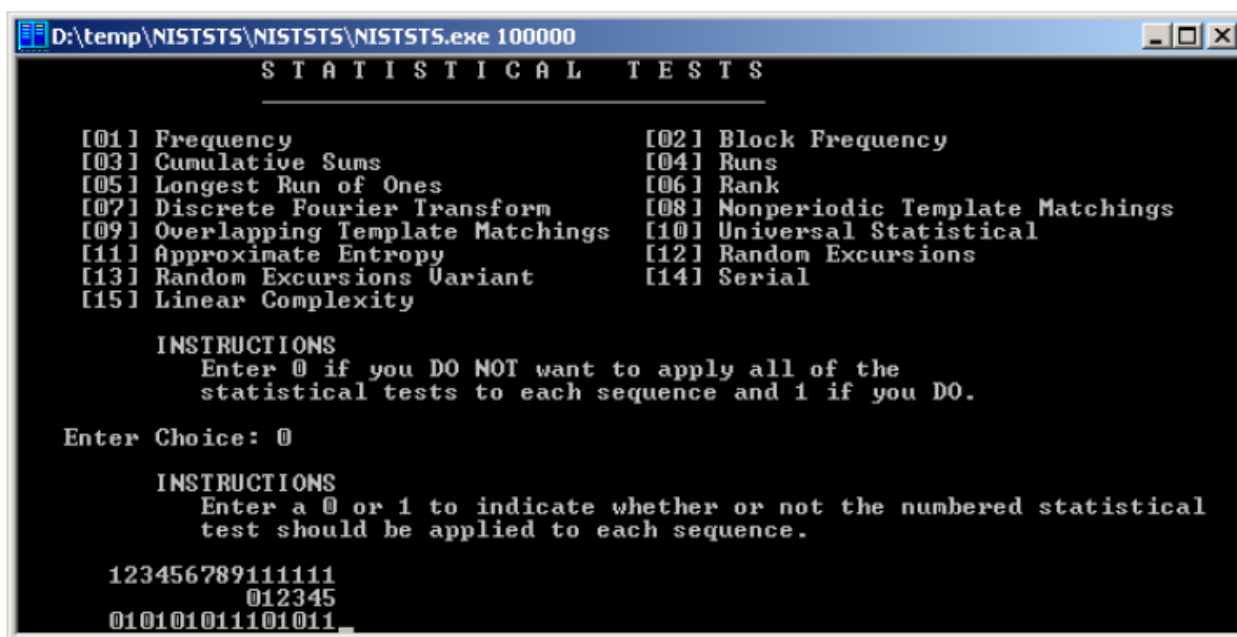 D:\temp\NISTSTS\NISTSTS\NISTSTS.exe 100000
S T A T I S T I C A L   T E S T S
[01] Frequency [02] Block Frequency
[03] Cumulative Sums [04] Runs
[05] Longest Run of Ones [06] Rank
[07] Discrete Fourier Transform [08] Nonperiodic Template Matchings
[09] Overlapping Template Matchings [10] Universal Statistical
[11] Approximate Entropy [12] Random Excursions
[13] Random Excursions Variant [14] Serial
[15] Linear Complexity
INSTRUCTIONS
Enter 0 if you DO NOT want to apply all of the
statistical tests to each sequence and 1 if you DO.
Enter Choice: 0
INSTRUCTIONS
Enter a 0 or 1 to indicate whether or not the numbered statistical
test should be applied to each sequence.
123456789111111
012345
010101011101011_